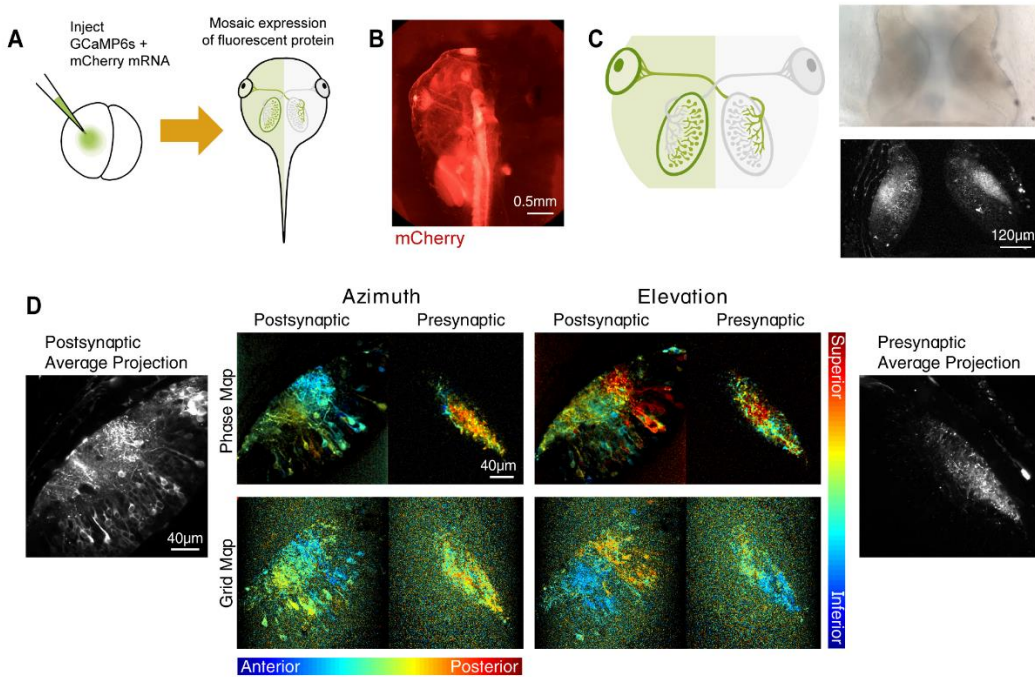 A
Inject
GCaMP6s +
mCherry mRNA
Mosaic expression
of fluorescent protein
B
0.5mm
mCherry
C
120µm
D
Postsynaptic
Average Projection
40µm
Azimuth
Elevation
Postsynaptic
Presynaptic
Postsynaptic
Presynaptic
Phase Map
40µm
Grid Map
Anterior
Posterior
Superior
Inferior
Presynaptic
Average Projection
40µm